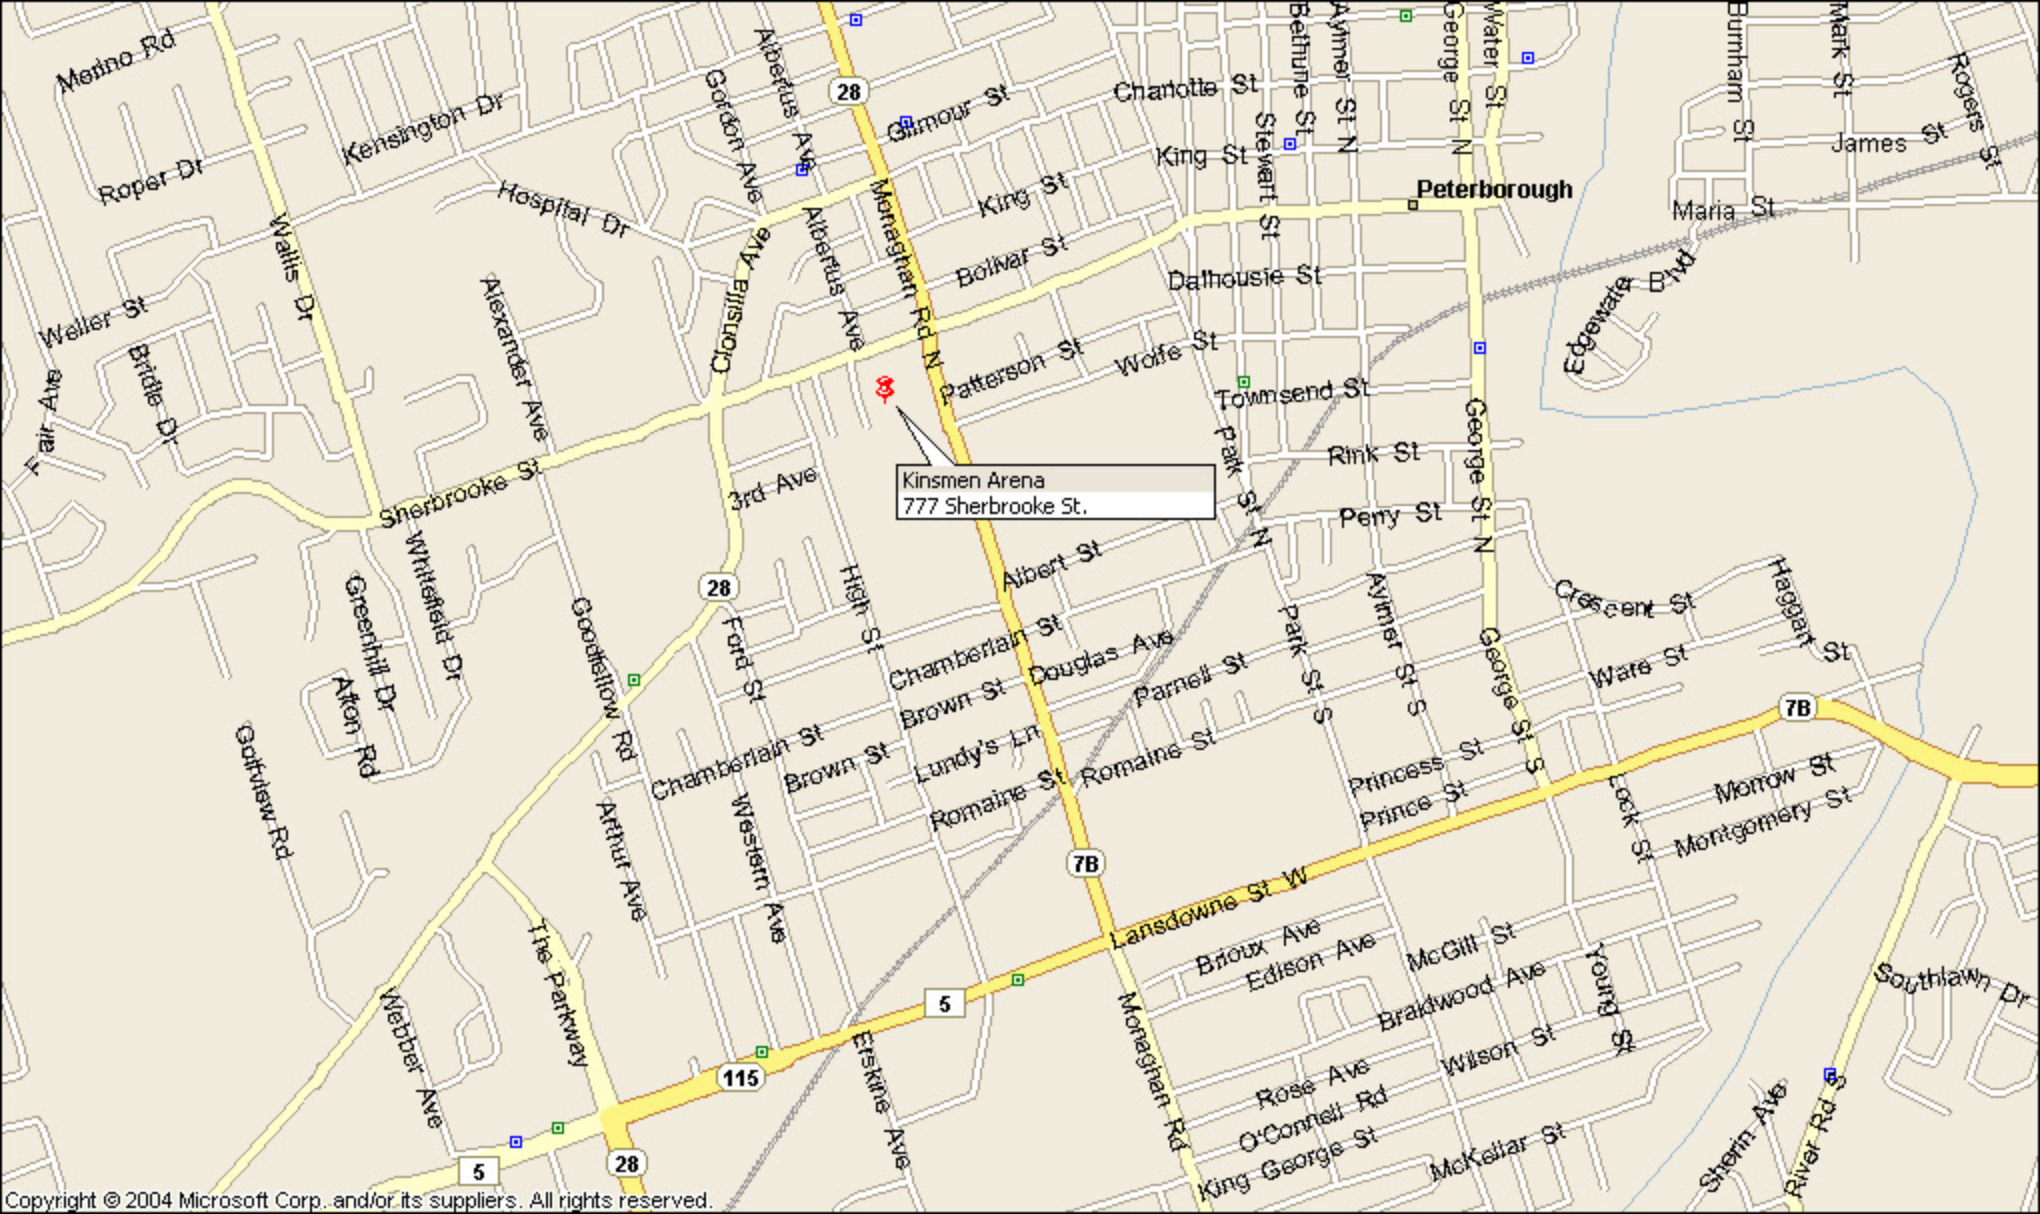 Merino Rd
Albertus Ave
Bethune St
Aylmer St N
George St N
Water St
Burnham St
Mark St
Rogers St
28
Gordon Ave
Gilmour St
Charlotte St
Kensington Dr
Stewart St
King St
James St
Roper Dr
Hospital Dr
King St
Peterborough
Maria St
Wallis Dr
Clonsilla Ave
Albertus Ave
Monaghan Rd N
Bolivar St
Dalhousie St
Edgewater Blvd
Weller St
Alexander Ave
Bridle Dr
Patterson St
Wolfe St
Fair Ave
Townsend St
Park St N
Rink St
George St N
Kinsmen Arena
777 Sherbrooke St.
Sherbrooke St
3rd Ave
Perry St
Whitefield Dr
Greenhill Dr
28
High St
Albert St
Aylmer St S
Crescent St
Haggart St
Goodfellow Rd
Ford St
Chamberlain St
Douglas Ave
Park St S
George St S
Ware St
Afton Rd
Brown St
Parnell St
7B
Golfview Rd
Chamberlain St
Brown St
Lundy's Ln
Romaine St
Romaine St
Princess St
Prince St
Lock St
Morrow St
Montgomery St
Arthur Ave
Western Ave
7B
Lansdowne St W
The Parkway
Brioux Ave
Edison Ave
McGill St
Braidwood Ave
Young St
Southlawn Dr
Webber Ave
5
115
Erskine Ave
Monaghan Rd
Rose Ave
O'Connell Rd
Wilson St
King George St
McKellar St
Sherin Ave
River Rd S
5
28
Copyright © 2004 Microsoft Corp. and/or its suppliers. All rights reserved.